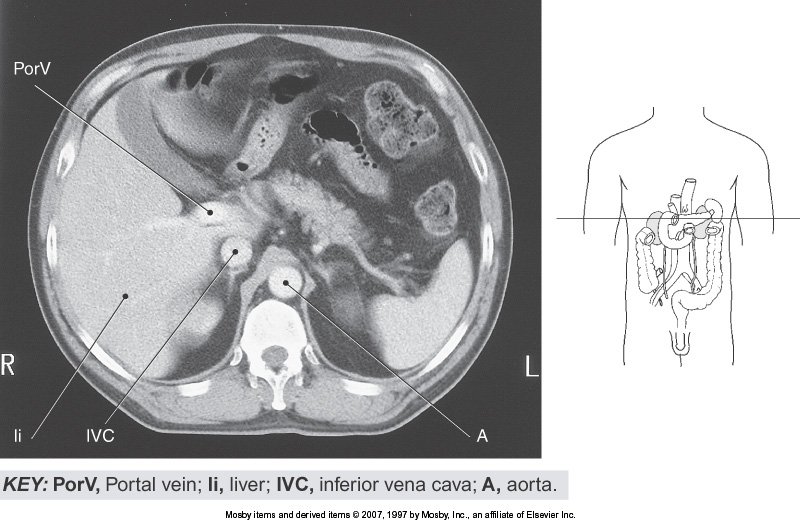 PorV
R
L
li
IVC
A
KEY: PorV, Portal vein; li, liver; IVC, inferior vena cava; A, aorta.
Mosby items and derived items © 2007, 1997 by Mosby, Inc., an affiliate of Elsevier Inc.